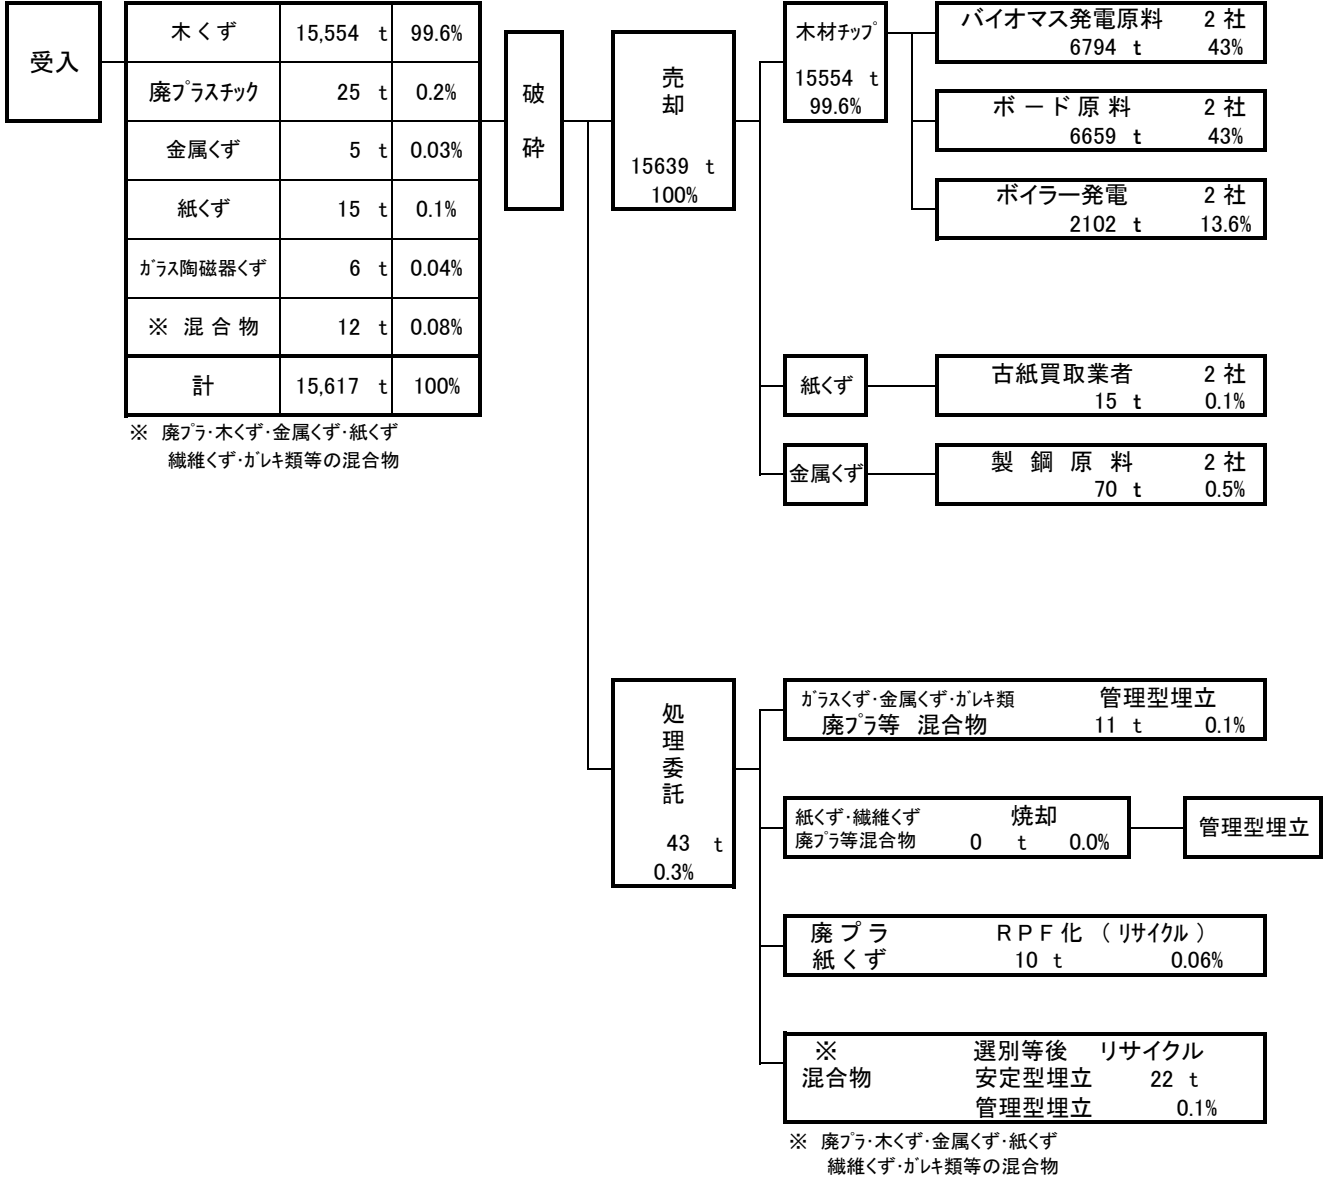 受入
木くず 15,554 t 99.6%
廃プラスチック 25 t 0.2%
金属くず 5 t 0.03%
紙くず 15 t 0.1%
ガラス陶磁器くず 6 t 0.04%
※ 混合物 12 t 0.08%
計 15,617 t 100%
※ 廃プラ・木くず・金属くず・紙くず
繊維くず・ガレキ類等の混合物
破
砕
売
却
15639 t
100%
木材チップ
15554 t
99.6%
バイオマス発電原料 2 社
6794 t 43%
ボード原料 2 社
6659 t 43%
ボイラー発電 2 社
2102 t 13.6%
紙くず
古紙買取業者 2 社
15 t 0.1%
金属くず
製鋼原料 2 社
70 t 0.5%
処
理
委
託
43 t
0.3%
ガラスくず・金属くず・ガレキ類 管理型埋立
廃プラ等 混合物 11 t 0.1%
紙くず・繊維くず 焼却
廃プラ等混合物 0 t 0.0%
管理型埋立
廃プラ RPF化 (リサイクル)
紙くず 10 t 0.06%
※ 選別等後 リサイクル
混合物 安定型埋立 22 t
管理型埋立 0.1%
※ 廃プラ・木くず・金属くず・紙くず
繊維くず・ガレキ類等の混合物